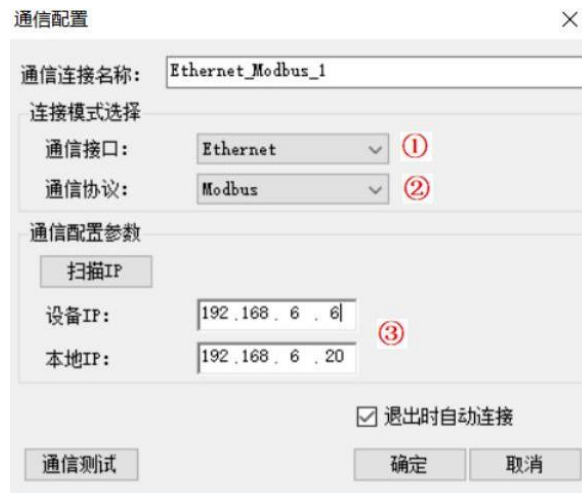 通信配置
通信连接名称: Ethernet_Modbus_1
连接模式选择
通信接口: Ethernet ①
通信协议: Modbus ②
通信配置参数
扫描IP
设备IP: 192 .168 . 6 . 6
③
本地IP: 192 .168 . 6 . 20
退出时自动连接
通信测试 确定 取消